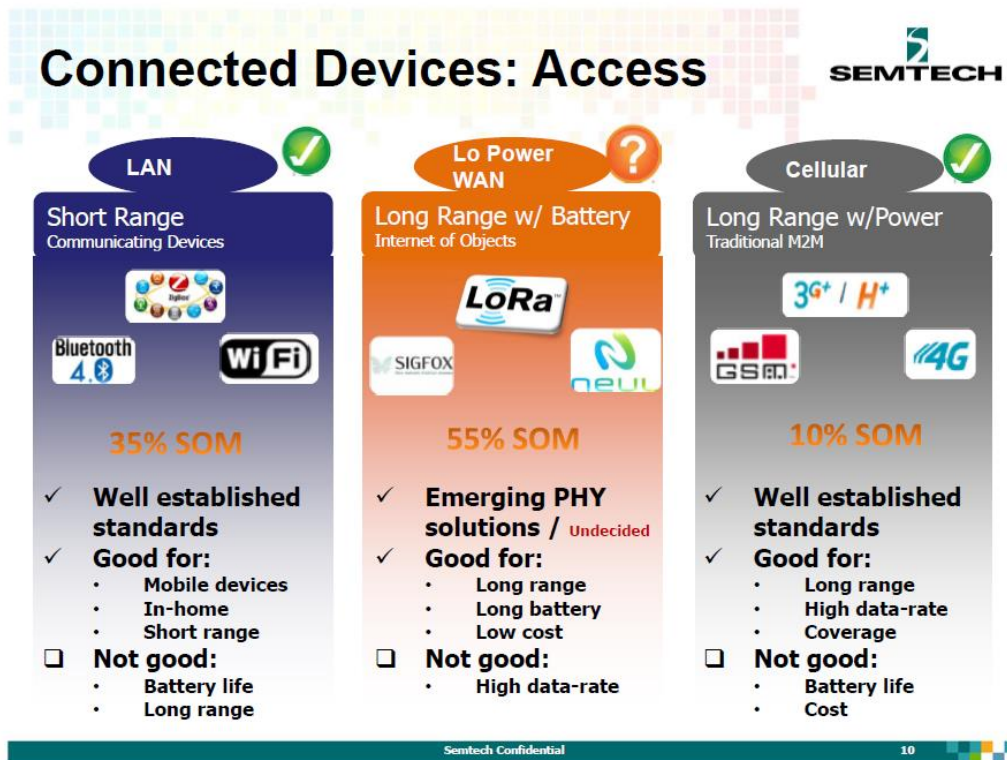 Connected Devices: Access
SEMTECH
LAN
Short Range
Communicating Devices
ZigBee
Bluetooth
4.0
Wi Fi
35% SOM
✓ Well established
standards
✓ Good for:
• Mobile devices
• In-home
• Short range
❑ Not good:
• Battery life
• Long range
Lo Power
WAN
?
Long Range w/ Battery
Internet of Objects
LoRa™
SIGFOX
neul
55% SOM
✓ Emerging PHY
solutions / Undecided
✓ Good for:
• Long range
• Long battery
• Low cost
❑ Not good:
• High data-rate
Cellular
Long Range w/Power
Traditional M2M
3G+ / H+
GSM
4G
10% SOM
✓ Well established
standards
✓ Good for:
• Long range
• High data-rate
• Coverage
❑ Not good:
• Battery life
• Cost
Semtech Confidential
10